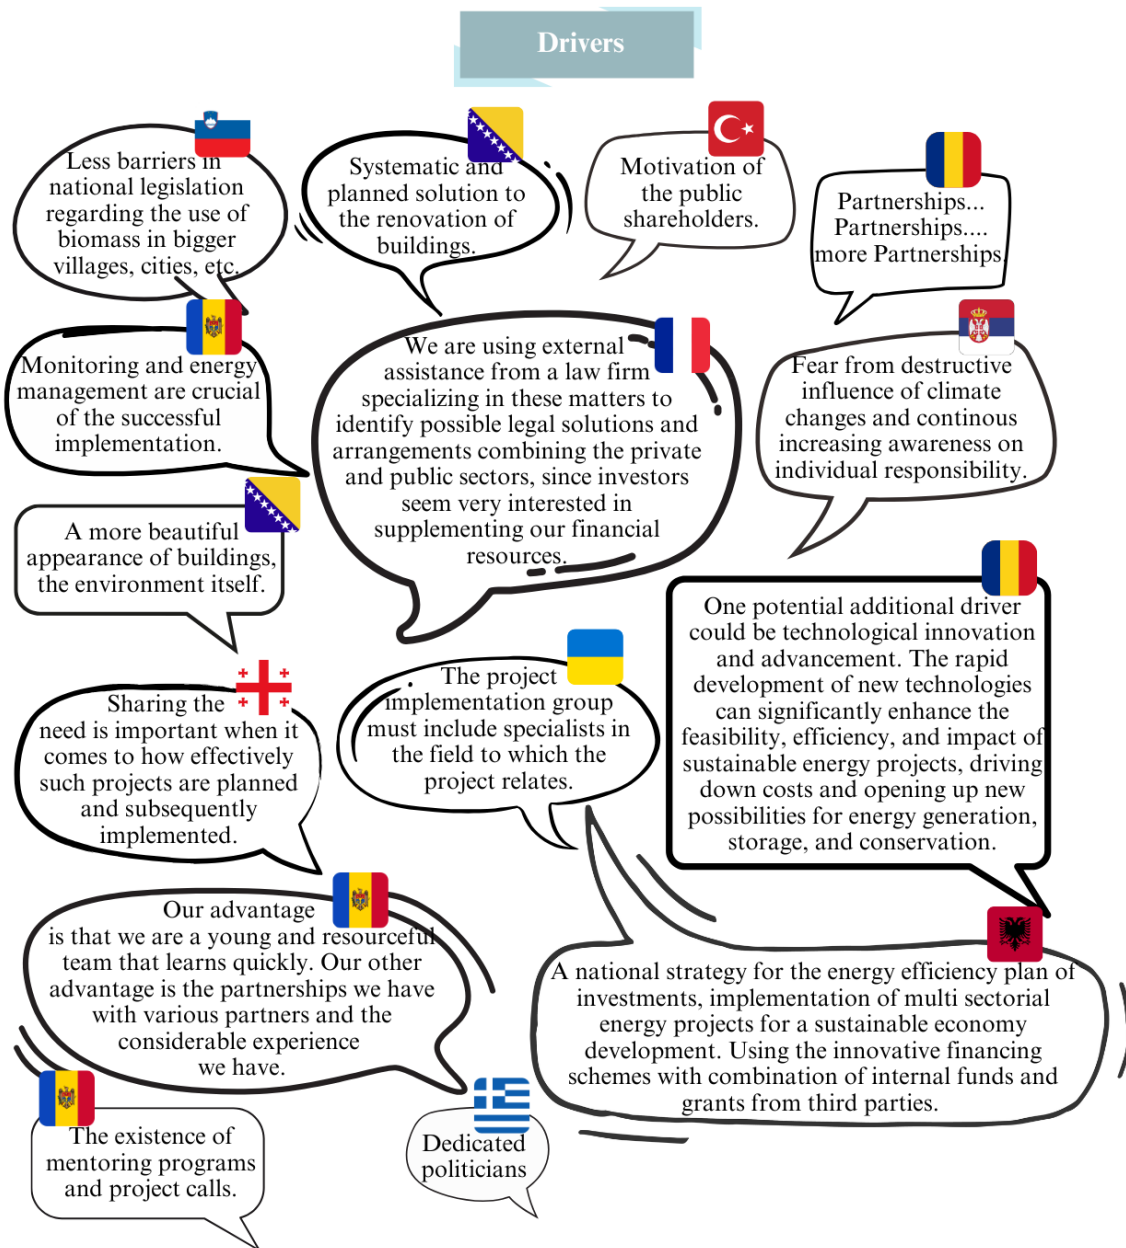 Drivers
Less barriers in
national legislation
regarding the use of
biomass in bigger
villages, cities, etc.
Systematic and
planned solution to
the renovation of
buildings.
Motivation of
the public
shareholders.
Partnerships...
Partnerships....
more Partnerships.
Monitoring and energy
management are crucial
of the successful
implementation.
We are using external
assistance from a law firm
specializing in these matters to
identify possible legal solutions and
arrangements combining the private
and public sectors, since investors
seem very interested in
supplementing our financial
resources.
Fear from destructive
influence of climate
changes and continous
increasing awareness on
individual responsibility.
A more beautiful
appearance of buildings,
the environment itself.
One potential additional driver
could be technological innovation
and advancement. The rapid
development of new technologies
can significantly enhance the
feasibility, efficiency, and impact of
sustainable energy projects, driving
down costs and opening up new
possibilities for energy generation,
storage, and conservation.
Sharing the
need is important when it
comes to how effectively
such projects are planned
and subsequently
implemented.
The project
implementation group
must include specialists in
the field to which the
project relates.
Our advantage
is that we are a young and resourceful
team that learns quickly. Our other
advantage is the partnerships we have
with various partners and the
considerable experience
we have.
A national strategy for the energy efficiency plan of
investments, implementation of multi sectorial
energy projects for a sustainable economy
development. Using the innovative financing
schemes with combination of internal funds and
grants from third parties.
The existence of
mentoring programs
and project calls.
Dedicated
politicians